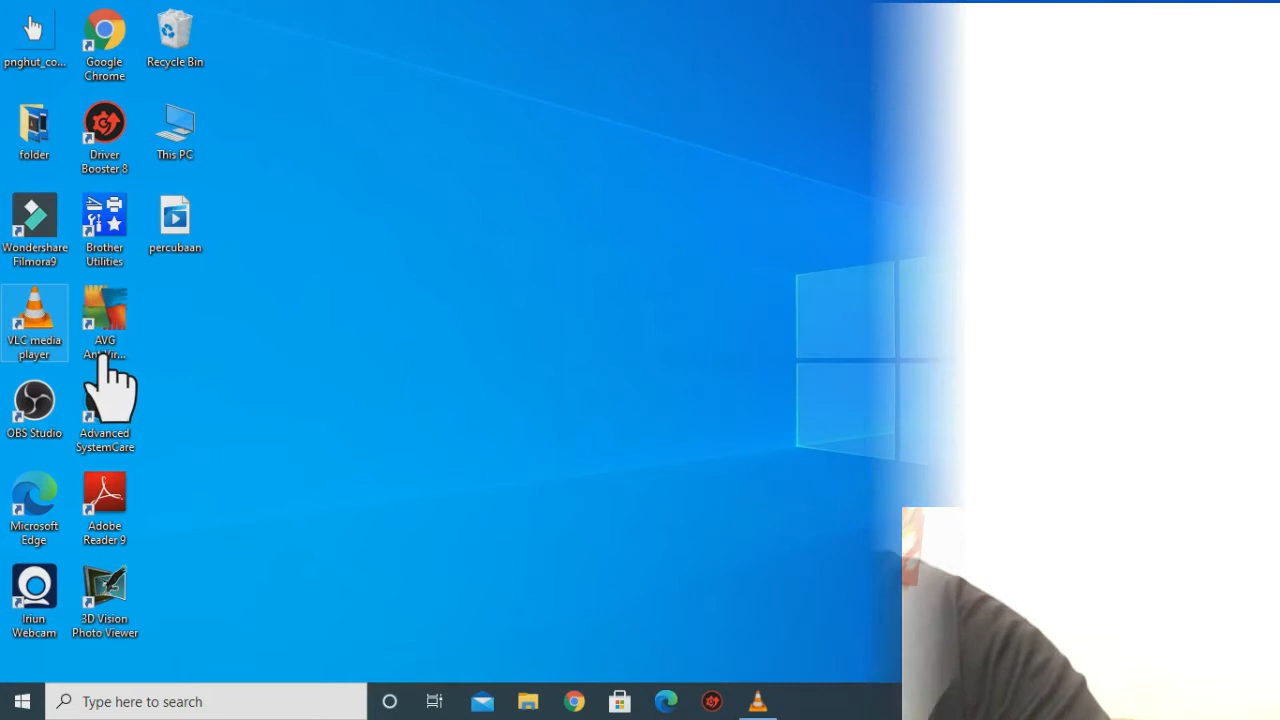 pnghut_co...
Google
Chrome
Recycle Bin
folder
Driver
Booster 8
This PC
Wondershare
Filmora9
Brother
Utilities
percubaan
VLC media
player
AVG
OBS Studio
Advanced
SystemCare
Microsoft
Edge
Adobe
Reader 9
Iriun
Webcam
3D Vision
Photo Viewer
Type here to search